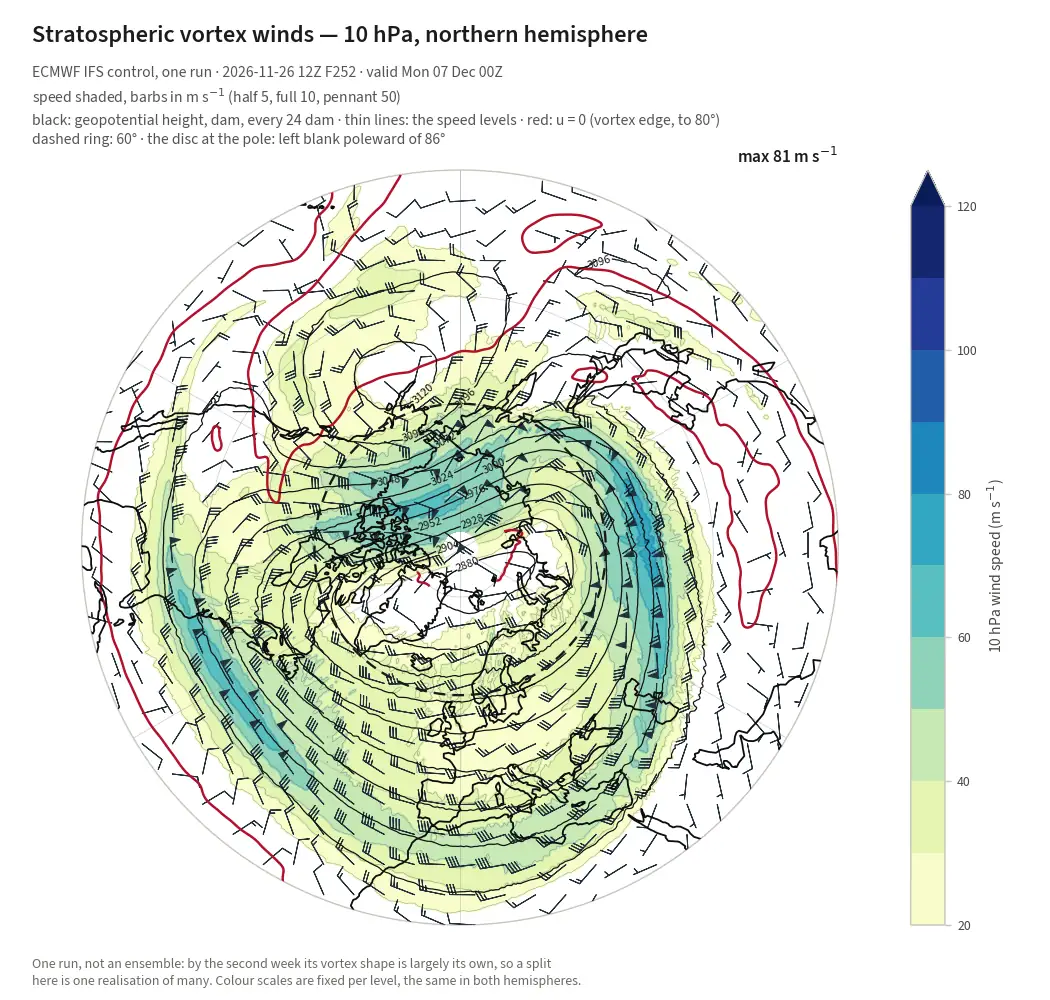 Stratospheric vortex winds — 10 hPa, northern hemisphere
ECMWF IFS control, one run · 2026-11-26 12Z F252 · valid Mon 07 Dec 00Z
speed shaded, barbs in m s⁻¹ (half 5, full 10, pennant 50)
black: geopotential height, dam, every 24 dam · thin lines: the speed levels · red: u = 0 (vortex edge, to 80°)
dashed ring: 60° · the disc at the pole: left blank poleward of 86°
max 81 m s⁻¹
120
100
80
60
40
20
10 hPa wind speed (m s⁻¹)
3096
3120
3048
3024
3000
2976
2952
2928
2904
2880
One run, not an ensemble: by the second week its vortex shape is largely its own, so a split
here is one realisation of many. Colour scales are fixed per level, the same in both hemispheres.